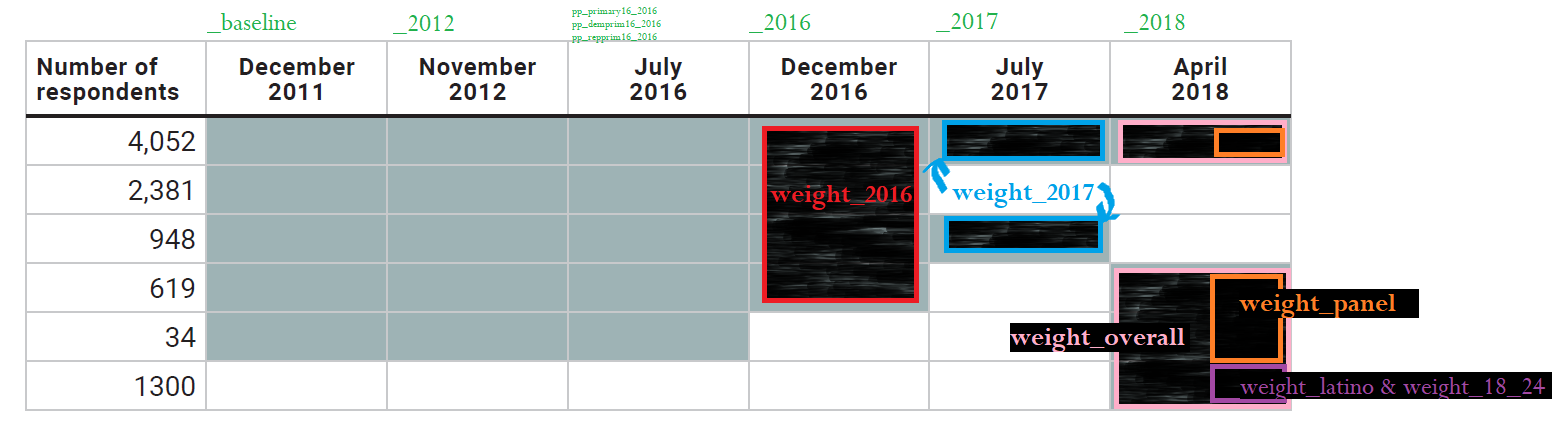 _baseline
_2012
pp_primary16_2016
pp_demprim16_2016
pp_repprim16_2016
_2016
_2017
_2018
Number of respondents
December 2011
November 2012
July 2016
December 2016
July 2017
April 2018
4,052
2,381
weight_2016
weight_2017
948
619
weight_panel
34
weight_overall
1300
weight_latino & weight_18_24